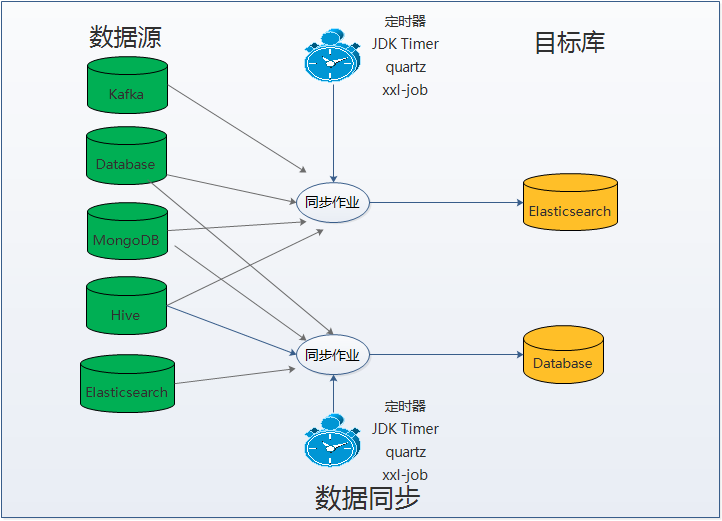 数据源
定时器
JDK Timer
quartz
xxl-job
目标库
Kafka
Database
MongoDB
Hive
Elasticsearch
同步作业
Elasticsearch
同步作业
Database
定时器
JDK Timer
quartz
xxl-job
数据同步